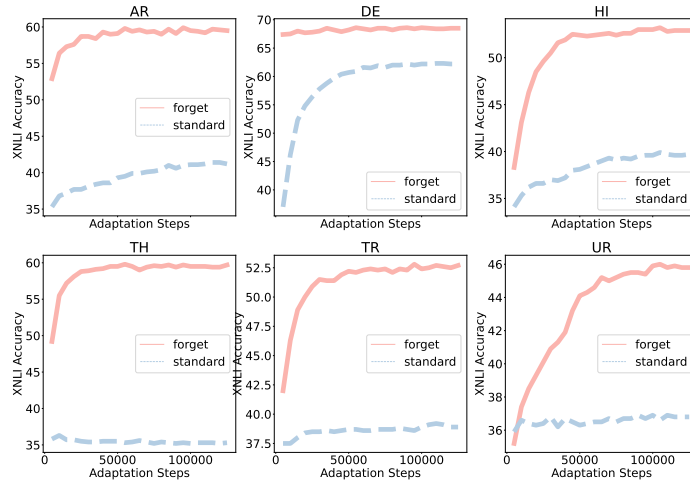 AR
XNLI Accuracy
60
55
50
45
40
35
forget
standard
Adaptation Steps
DE
XNLI Accuracy
70
65
60
55
50
45
40
forget
standard
Adaptation Steps
HI
XNLI Accuracy
50
45
40
35
forget
standard
Adaptation Steps
TH
XNLI Accuracy
60
55
50
45
40
35
forget
standard
0
50000
100000
Adaptation Steps
TR
XNLI Accuracy
52.5
50.0
47.5
45.0
42.5
40.0
37.5
forget
standard
0
50000
100000
Adaptation Steps
UR
XNLI Accuracy
46
44
42
40
38
36
forget
standard
0
50000
100000
Adaptation Steps